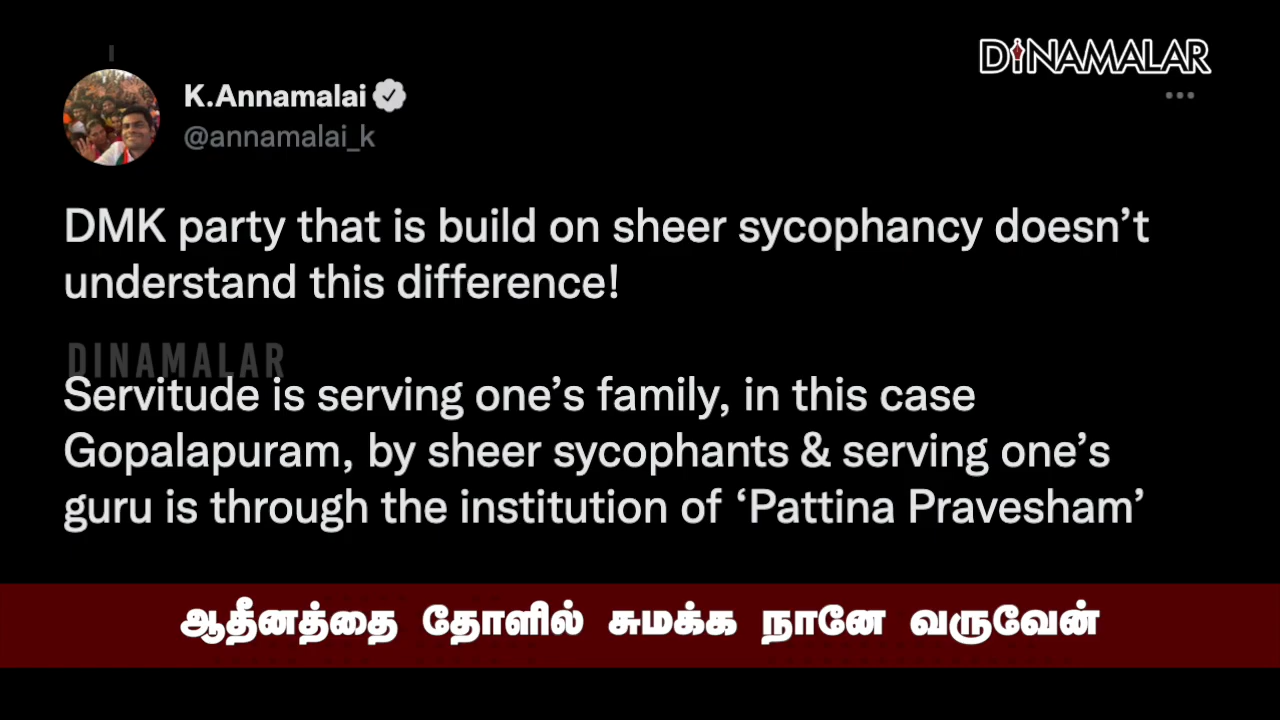 DINAMALAR
K.Annamalai
@annamalai_k
DMK party that is build on sheer sycophancy doesn’t
understand this difference!
DINAMALAR
Servitude is serving one’s family, in this case
Gopalapuram, by sheer sycophants & serving one’s
guru is through the institution of ‘Pattina Pravesham’
ஆதீனத்தை தோளில் சுமக்க நானே வருவேன்